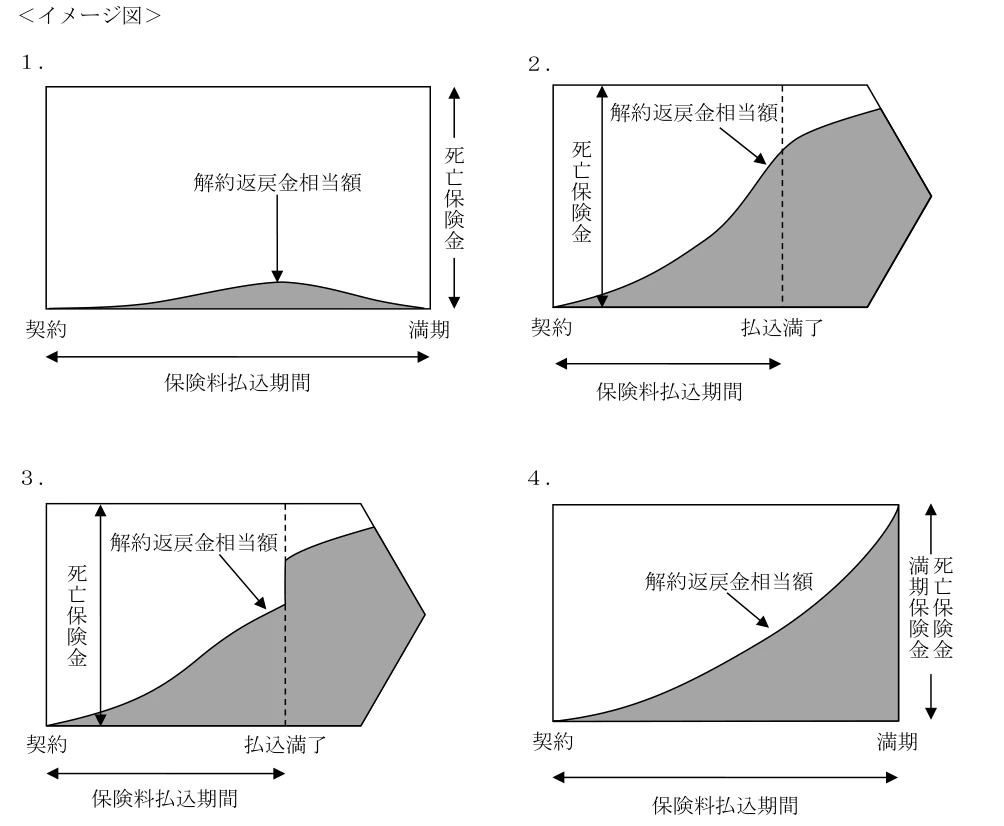 ＜イメージ図＞
１．
解約返戻金相当額
死亡保険金
契約
満期
保険料払込期間
２．
解約返戻金相当額
死亡保険金
契約
払込満了
保険料払込期間
３．
解約返戻金相当額
死亡保険金
契約
払込満了
保険料払込期間
４．
解約返戻金相当額
死亡保険金
満期保険金
契約
満期
保険料払込期間